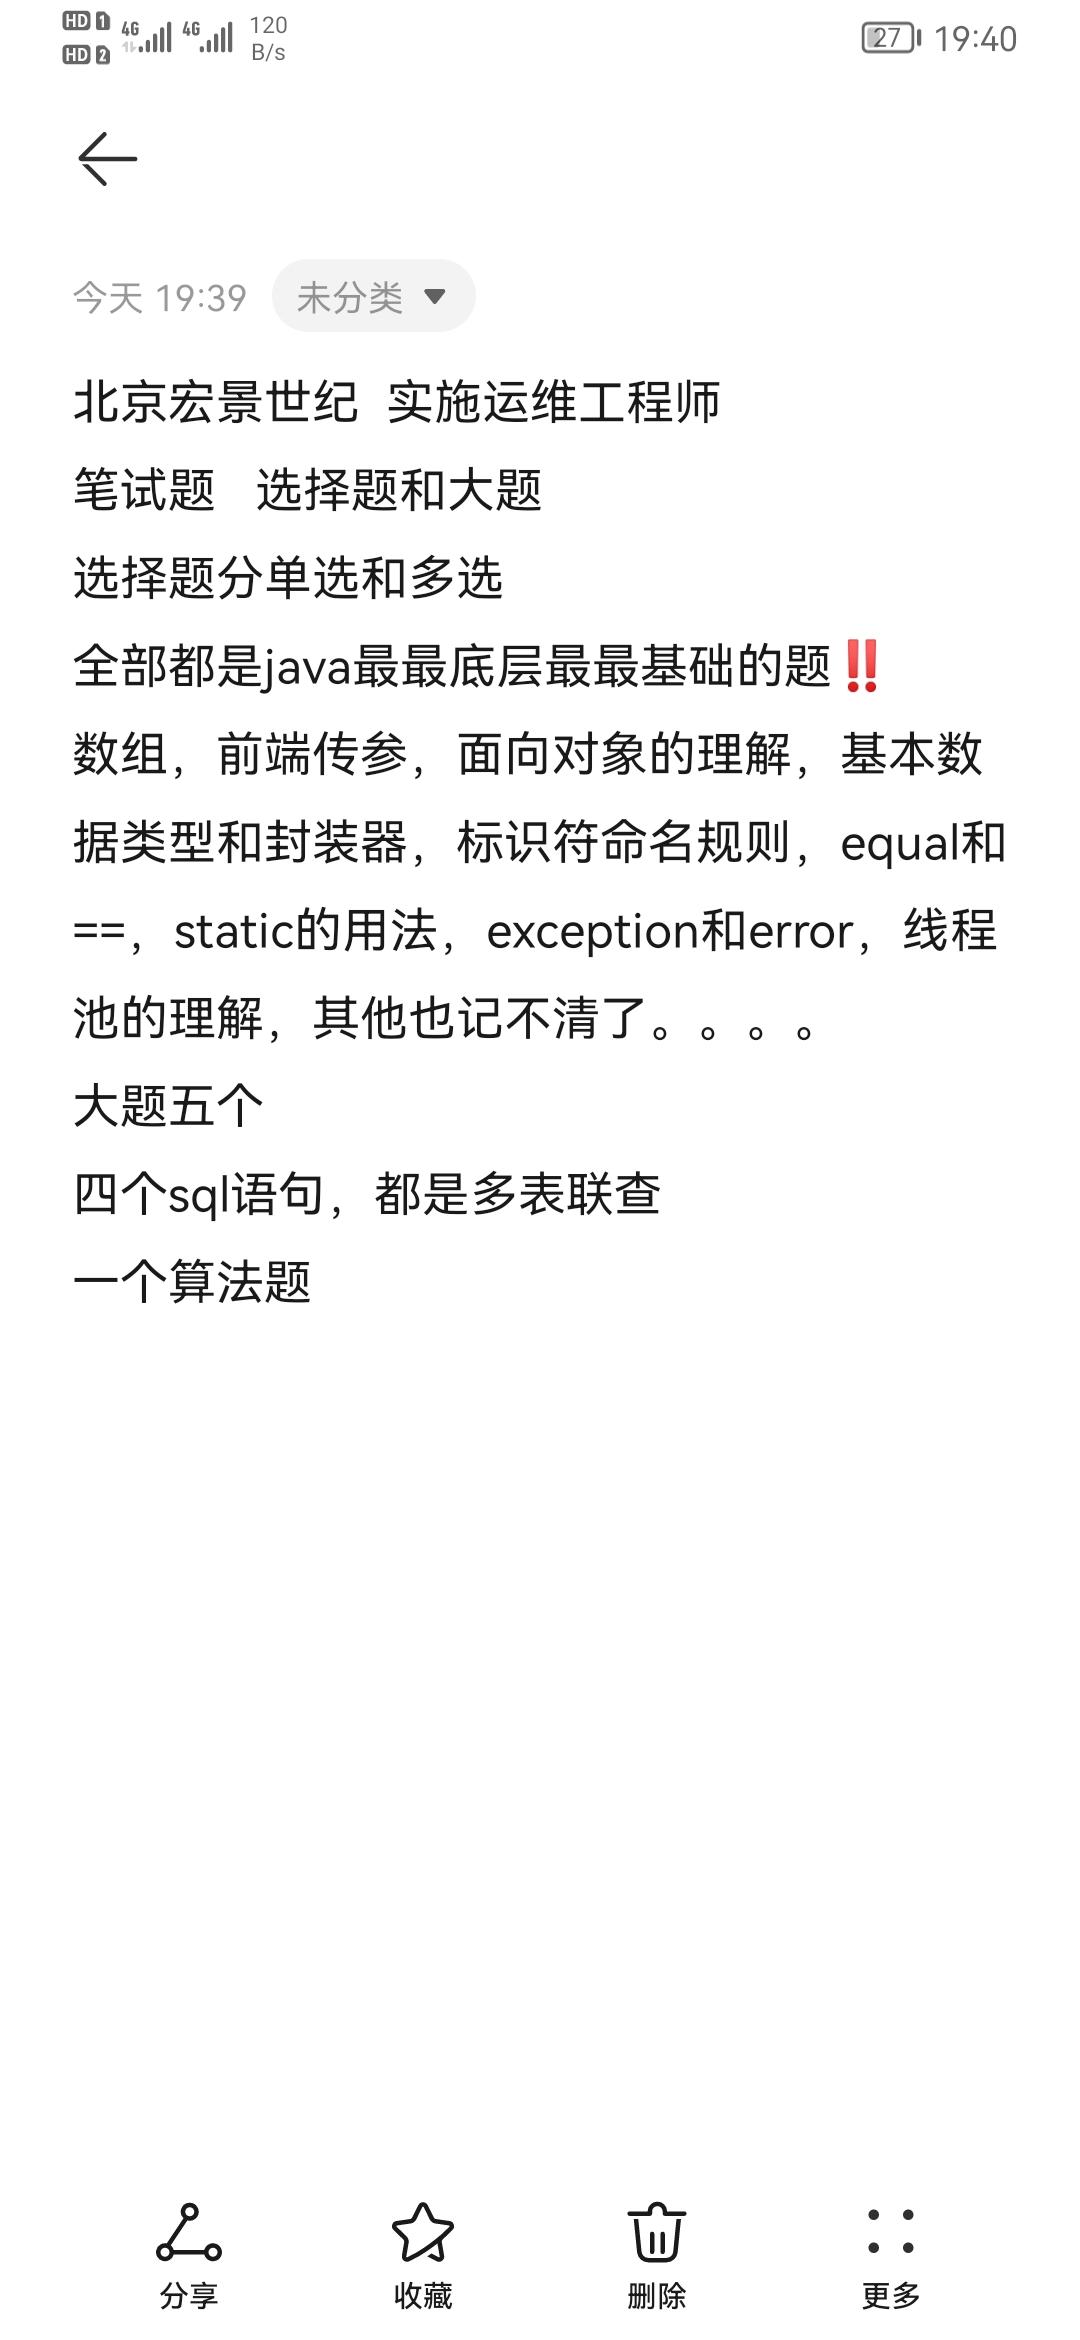 HD 1 4G 4G 120
HD 2 B/s
27 19:40
今天 19:39 未分类
北京宏景世纪 实施运维工程师
笔试题 选择题和大题
选择题分单选和多选
全部都是java最最底层最最基础的题‼️
数组，前端传参，面向对象的理解，基本数
据类型和封装器，标识符命名规则，equal和
==，static的用法，exception和error，线程
池的理解，其他也记不清了。。。。
大题五个
四个sql语句，都是多表联查
一个算法题
分享 收藏 删除 更多